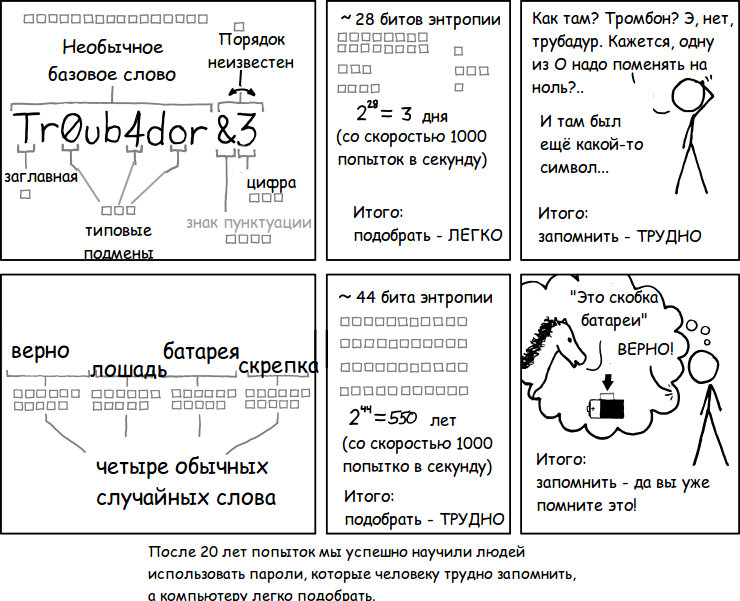 Необычное
базовое слово
Порядок
неизвестен
Tr0ub4dor &3
заглавная
цифра
типовые
подмены
знак пунктуации
~ 28 битов энтропии
2²⁸ = 3 дня
(со скоростью 1000
попыток в секунду)
Итого:
подобрать - ЛЕГКО
Как там? Тромбон? Э, нет,
трубадур. Кажется, одну
из О надо поменять на
ноль?..
И там был
ещё какой-то
символ...
Итого:
запомнить - ТРУДНО
верно
лошадь
батарея
скрепка
четыре обычных
случайных слова
~ 44 бита энтропии
2⁴⁴ = 550 лет
(со скоростью 1000
попытко в секунду)
Итого:
подобрать - ТРУДНО
"Это скобка
батареи"
ВЕРНО!
Итого:
запомнить - да вы уже
помните это!
После 20 лет попыток мы успешно научили людей
использовать пароли, которые человеку трудно запомнить,
а компьютеру легко подобрать.